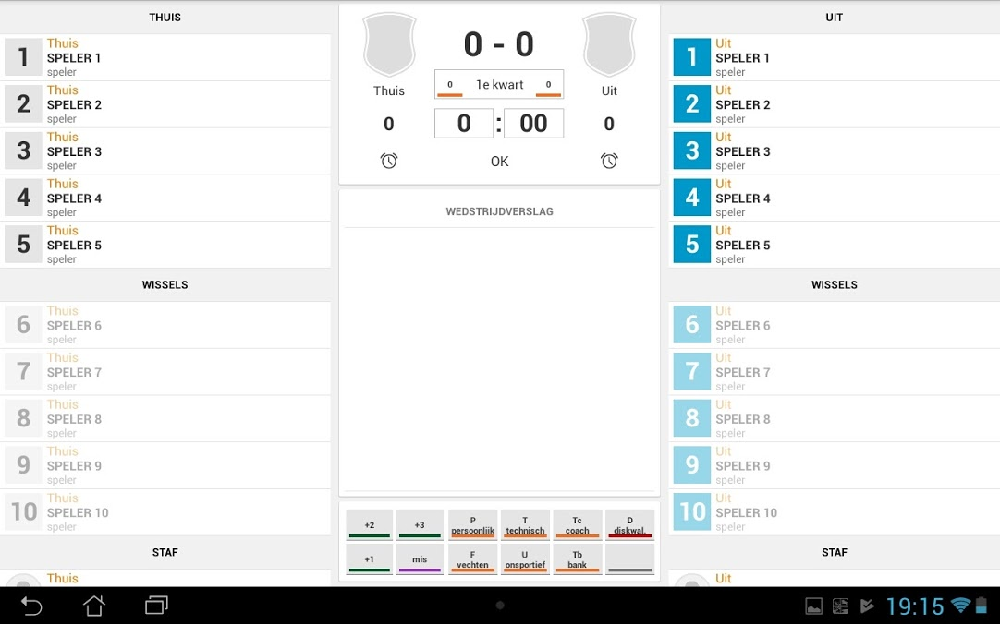 THUIS
1
Thuis
SPELER 1
speler
2
Thuis
SPELER 2
speler
3
Thuis
SPELER 3
speler
4
Thuis
SPELER 4
speler
5
Thuis
SPELER 5
speler
WISSELS
6
Thuis
SPELER 6
speler
7
Thuis
SPELER 7
speler
8
Thuis
SPELER 8
speler
9
Thuis
SPELER 9
speler
10
Thuis
SPELER 10
speler
STAF
Thuis
0 - 0
Thuis
0 1e kwart 0
Uit
0
0 : 00
0
OK
WEDSTRIJDVERSLAG
+2
+3
P
persoonlijk
T
technisch
Tc
coach
D
diskwal.
+1
mis
F
vechten
U
onsportief
Tb
bank
UIT
1
Uit
SPELER 1
speler
2
Uit
SPELER 2
speler
3
Uit
SPELER 3
speler
4
Uit
SPELER 4
speler
5
Uit
SPELER 5
speler
WISSELS
6
Uit
SPELER 6
speler
7
Uit
SPELER 7
speler
8
Uit
SPELER 8
speler
9
Uit
SPELER 9
speler
10
Uit
SPELER 10
speler
STAF
Uit
19:15